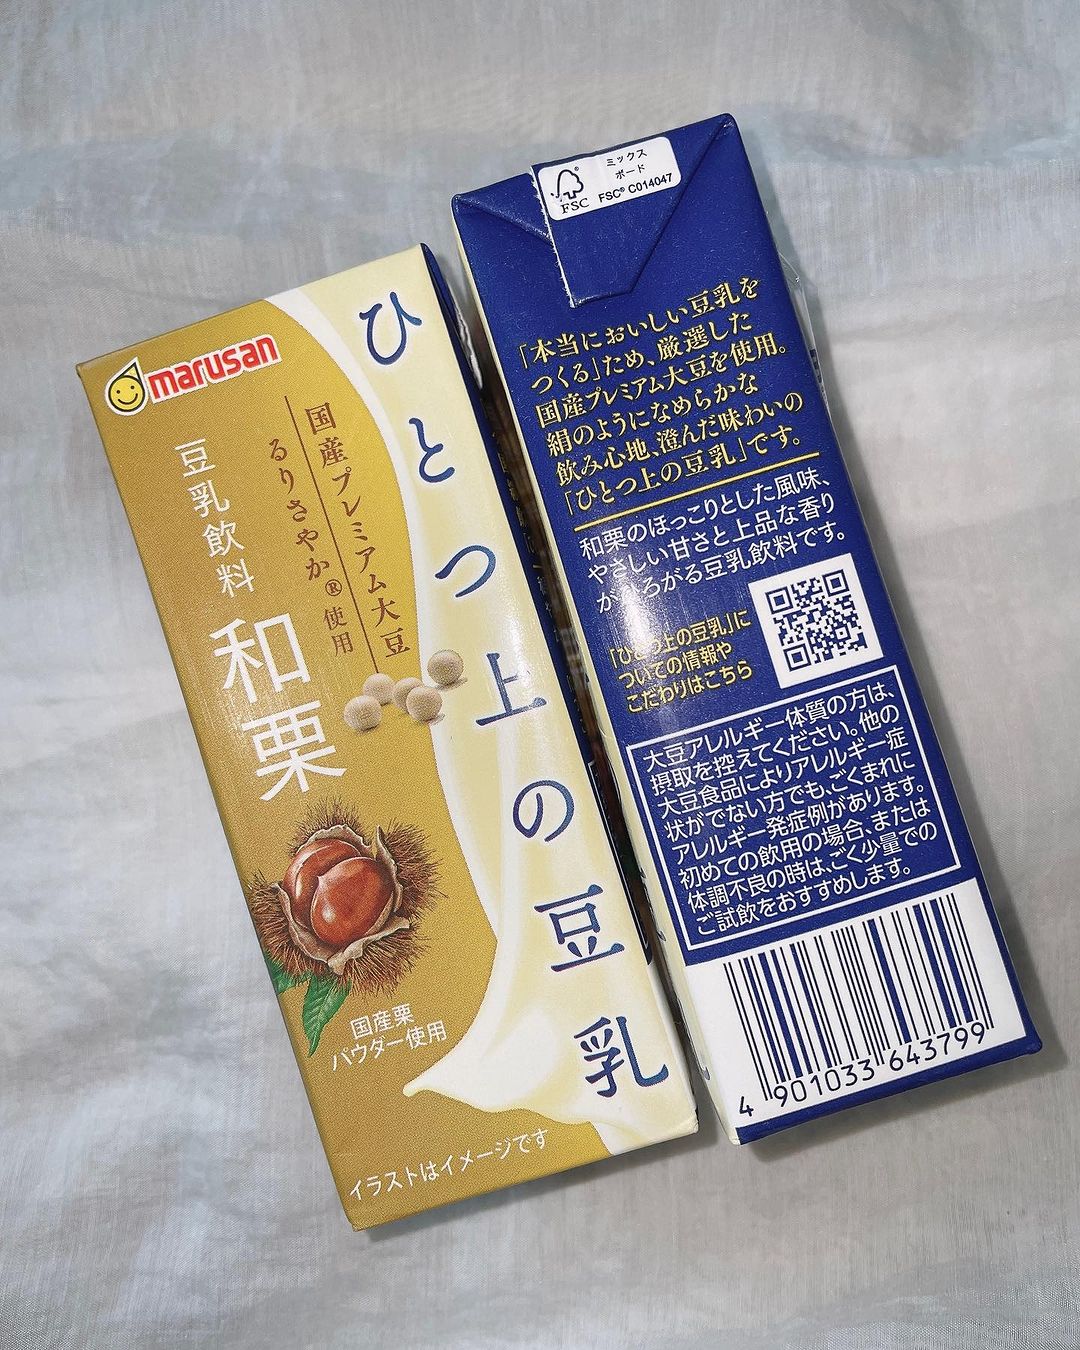 marusan
ひとつ上の豆乳
国産プレミアム大豆
るりさやか®使用
豆乳飲料
和栗
国産栗
パウダー使用
イラストはイメージです
FSC
ミックス
ボード
FSC® C014047
「本当においしい豆乳を
つくる」ため、厳選した
国産プレミアム大豆を使用。
絹のようになめらかな
飲み心地、澄んだ味わいの
「ひとつ上の豆乳」です。
和栗のほっこりとした風味、
やさしい甘さと上品な香り
がひろがる豆乳飲料です。
「ひとつ上の豆乳」に
ついての情報や
こだわりはこちら
大豆アレルギー体質の方は、
摂取を控えてください。他の
大豆食品によりアレルギー症
状がでない方でも、ごくまれに
アレルギー発症例があります。
初めての飲用の場合、または
体調不良の時は、ごく少量での
ご試飲をおすすめします。
4 901033 643799